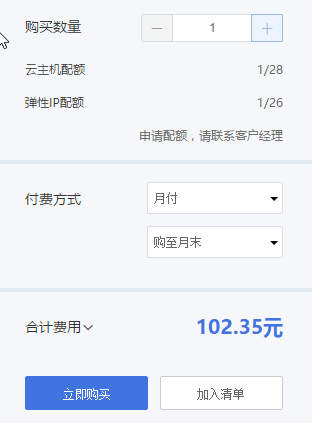 购买数量 1
云主机配额 1/28
弹性IP配额 1/26
申请配额，请联系客户经理
付费方式 月付
购至月末
合计费用 102.35元
立即购买 加入清单